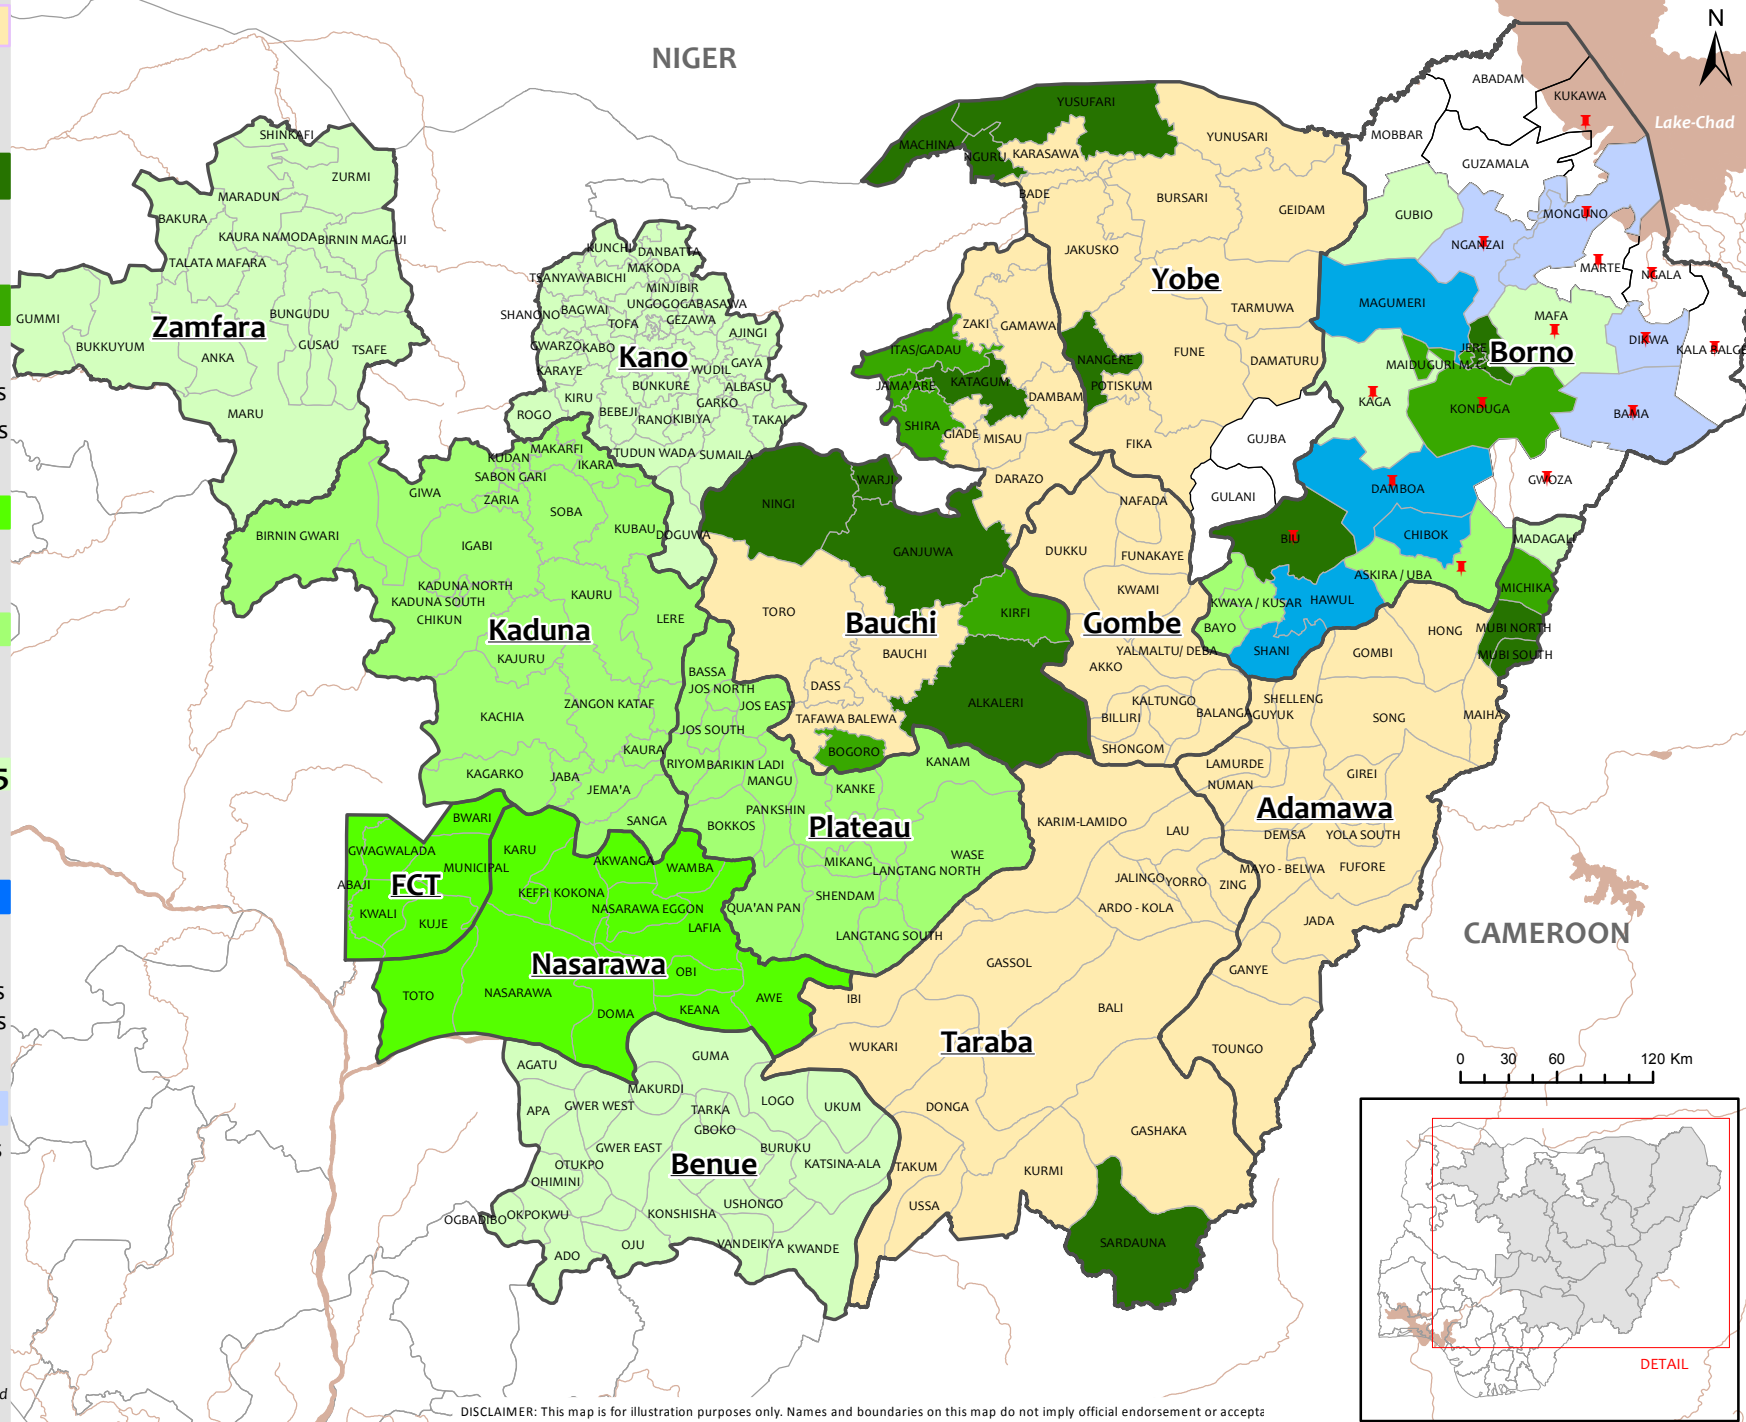 NIGER
N
CAMEROON
Lake-Chad
Zamfara
SHINKAFI
ZURMI
MARADUN
BAKURA
KAURA NAMODA
BIRNIN MAGAJI
TALATA MAFARA
GUMMI
BUNGUDU
BUKKUYUM
GUSAU
TSAFE
ANKA
MARU
Kano
KUNCHI
DANBATTA
MAKODA
TSANYAWA
BICHI
MINJIBIR
UNGOGO
GABASAWA
SHANONO
BAGWAI
TOFA
GEZAWA
AJINGI
GWARZO
KABO
GAYA
KARAYE
WUDIL
BUNKURE
ALBASU
KIRU
GARKO
ROGO
BEBEJI
RANO
KIBIYA
TAKAI
TUDUN WADA
SUMAILA
DOGUWA
Kaduna
MAKARFI
KUDAN
IKARA
SABON GARI
GIWA
ZARIA
SOBA
KUBAU
BIRNIN GWARI
IGABI
KADUNA NORTH
KADUNA SOUTH
KAURU
CHIKUN
LERE
KAJURU
ZANGON KATAF
KACHIA
KAURA
KAGARKO
JABA
JEMA'A
SANGA
FCT
BWARI
GWAGWALADA
MUNICIPAL
ABAJI
KWALI
KUJE
Nasarawa
KARU
AKWANGA
WAMBA
KEFFI
KOKONA
NASARAWA EGGON
LAFIA
OBI
TOTO
NASARAWA
DOMA
KEANA
AWE
Plateau
BASSA
JOS NORTH
JOS EAST
JOS SOUTH
RIYOM
BARIKIN LADI
MANGU
KANAM
KANKE
PANKSHIN
BOKKOS
WASE
MIKANG
LANGTANG NORTH
SHENDAM
QUA'AN PAN
LANGTANG SOUTH
Benue
AGATU
GUMA
MAKURDI
APA
GWER WEST
TARKA
LOGO
UKUM
GBOKO
GWER EAST
BURUKU
OTUKPO
KATSINA-ALA
OHIMINI
USHONGO
OGBADIBO
OKPOKWU
KONSHISHA
OJU
VANDEIKYA
KWANDE
ADO
Bauchi
ZAKI
GAMAWA
ITAS/GADAU
JAMA'ARE
KATAGUM
DAMBAM
SHIRA
GIADE
MISAU
DARAZO
WARJI
NINGI
GANJUWA
TORO
KIRFI
BAUCHI
DASS
ALKALERI
TAFAWA BALEWA
BOGORO
Yobe
YUSUFARI
MACHINA
NGURU
KARASAWA
YUNUSARI
BADE
BURSARI
GEIDAM
JAKUSKO
TARMUWA
NANGERE
FUNE
DAMATURU
POTISKUM
FIKA
GUJBA
GULANI
Gombe
NAFADA
DUKKU
FUNAKAYE
KWAMI
YALMALTU/ DEBA
AKKO
KALTUNGO
BILLIRI
BALANGA
SHONGOM
Borno
ABADAM
KUKAWA
MOBBAR
GUZAMALA
GUBIO
MONGUNO
NGANZAI
MARTE
NGALA
MAGUMERI
MAFA
JERE
DIKWA
MAIDUGURI M.C.
KAGA
KONDUGA
BAMA
GWOZA
DAMBOA
BIU
CHIBOK
ASKIRA / UBA
KWAYA / KUSAR
HAWUL
BAYO
SHANI
Adamawa
MADAGALI
MICHIKA
MUBI NORTH
MUBI SOUTH
HONG
GOMBI
SHELLENG
GUYUK
SONG
MAIHA
LAMURDE
NUMAN
GIREI
DEMSA
YOLA SOUTH
MAYO - BELWA
FUFORE
JADA
GANYE
TOUNGO
Taraba
KARIM-LAMIDO
LAU
JALINGO
YORRO
ZING
ARDO - KOLA
GASSOL
IBI
BALI
WUKARI
DONGA
GASHAKA
TAKUM
KURMI
USSA
SARDAUNA
0 30 60 120 Km
DETAIL
DISCLAIMER: This map is for illustration purposes only. Names and boundaries on this map do not imply official endorsement or